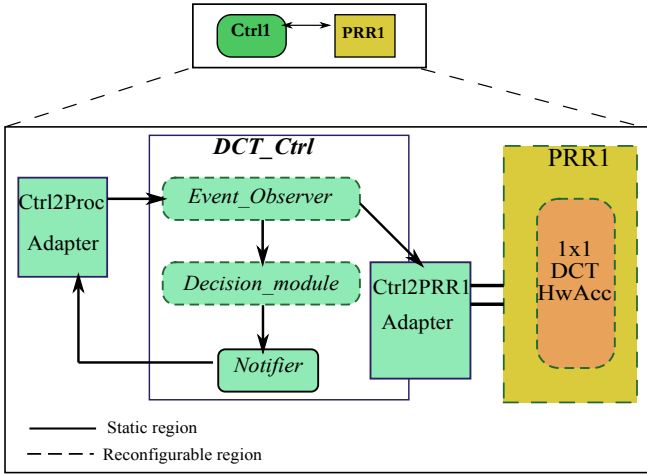 Ctrl1
PRR1
DCT_Ctrl
PRR1
Ctrl2Proc
Adapter
Event_Observer
Decision_module
Ctrl2PRR1
Adapter
1x1
DCT
HwAcc
Notifier
Static region
Reconfigurable region